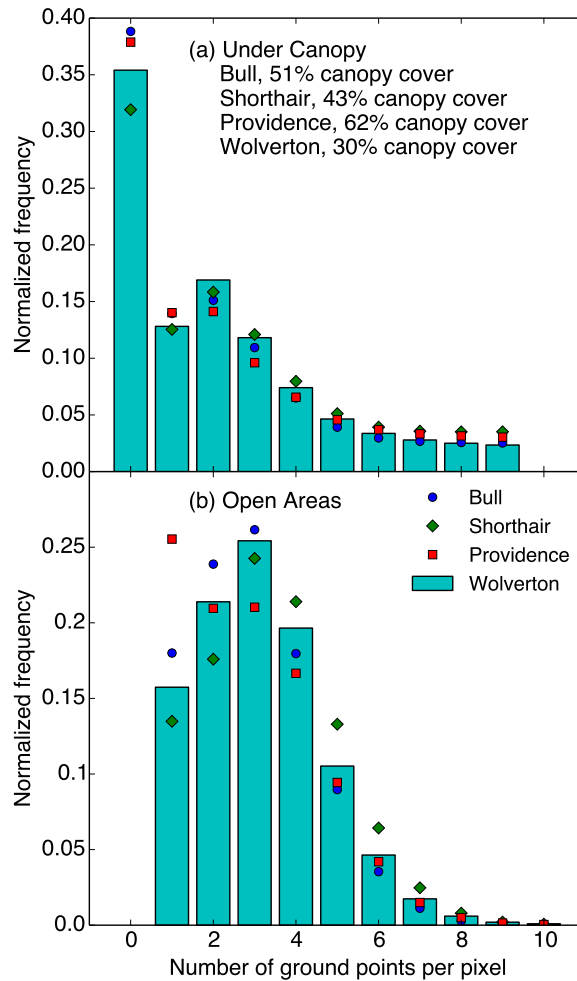 0.40
0.35
0.30
0.25
0.20
0.15
0.10
0.05
0.00
Normalized frequency
(a) Under Canopy
Bull, 51% canopy cover
Shorthair, 43% canopy cover
Providence, 62% canopy cover
Wolverton, 30% canopy cover
0.25
0.2
0.15
0.1
0.05
0.0
Normalized frequency
(b) Open Areas
Bull
Shorthair
Providence
Wolverton
0 2 4 6 8 10
Number of ground points per pixel